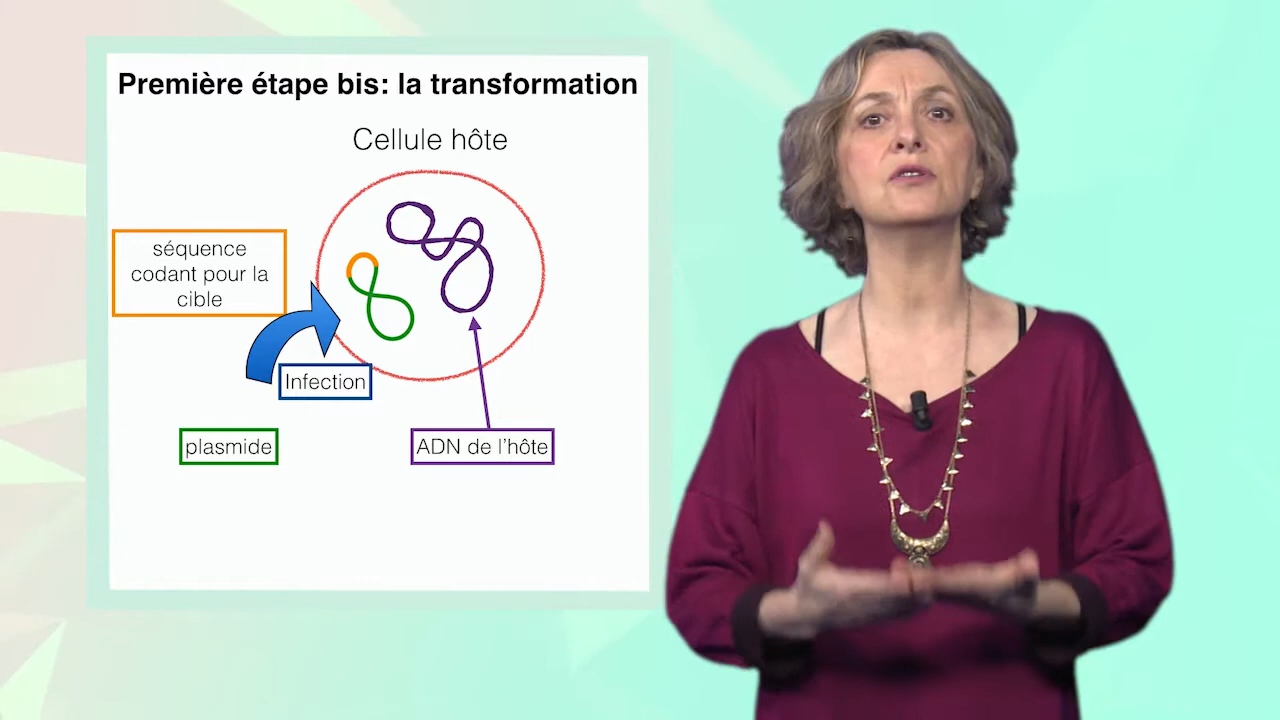 Première étape bis: la transformation
Cellule hôte
séquence
codant pour la
cible
Infection
plasmide
ADN de l'hôte